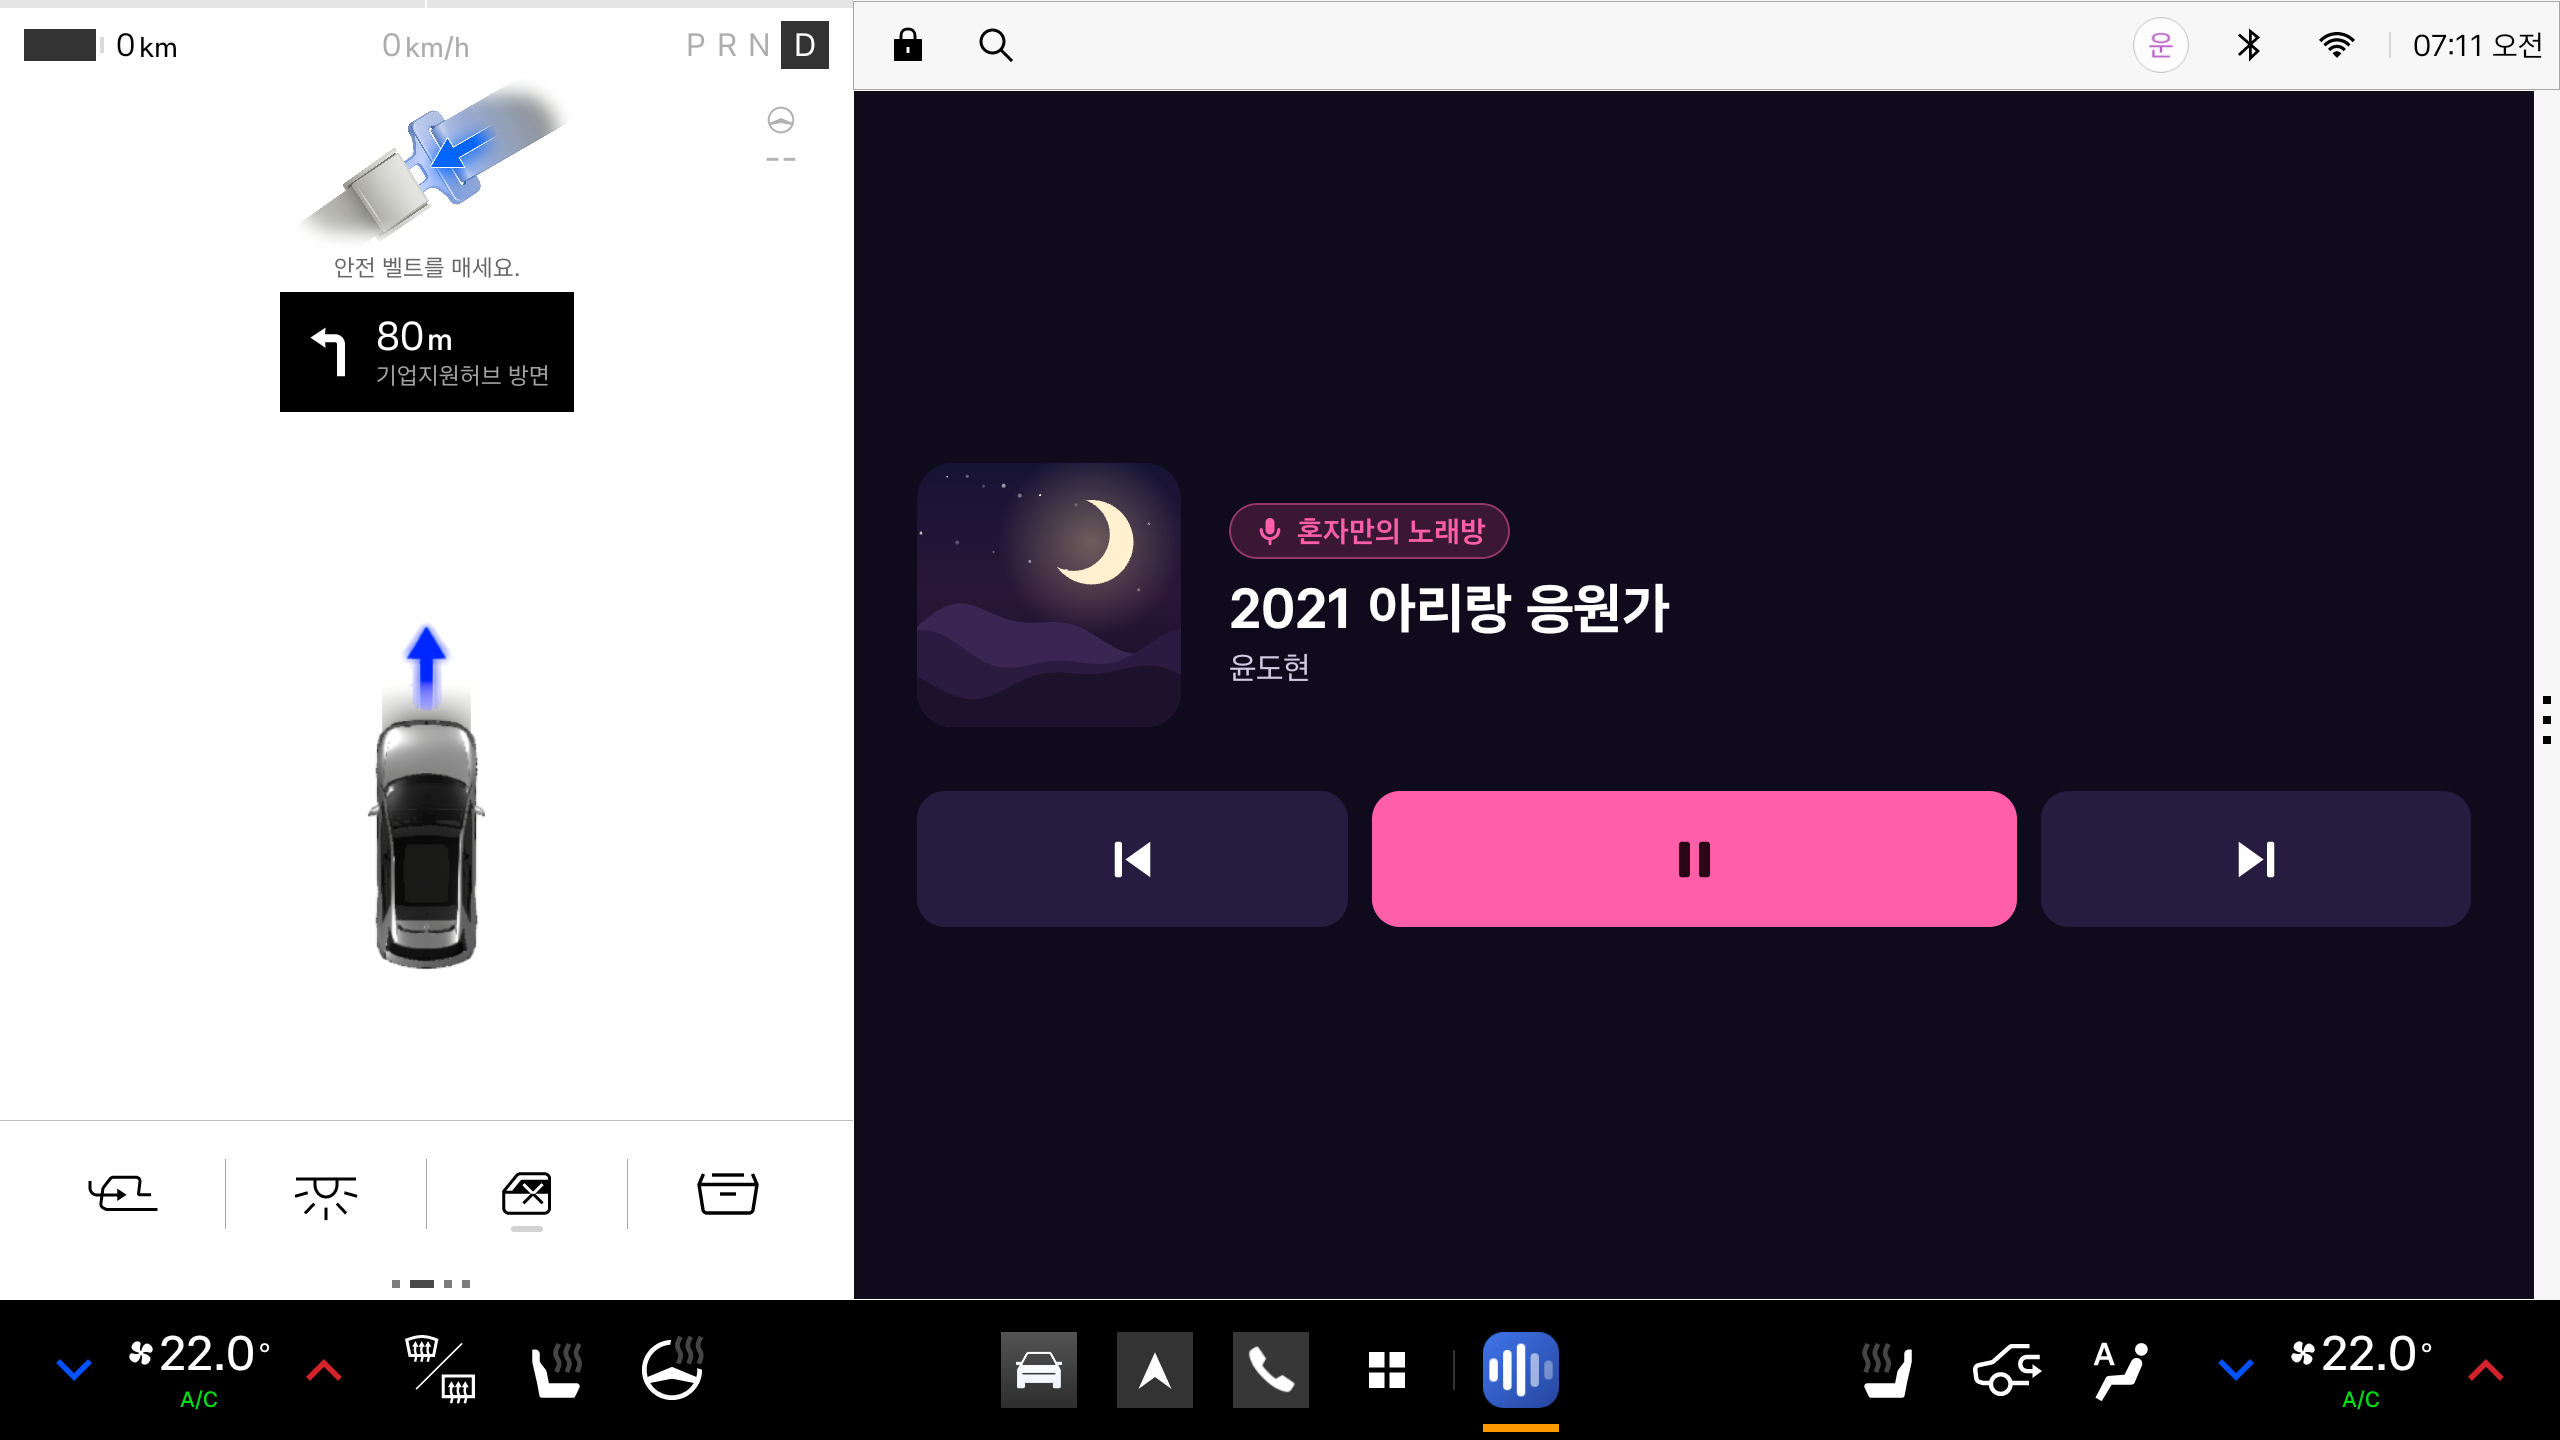 0 km
0 km/h
P R N D
운
07:11 오전
안전 벨트를 매세요.
80 m
기업지원허브 방면
혼자만의 노래방
2021 아리랑 응원가
윤도현
22.0°
A/C
A
22.0°
A/C